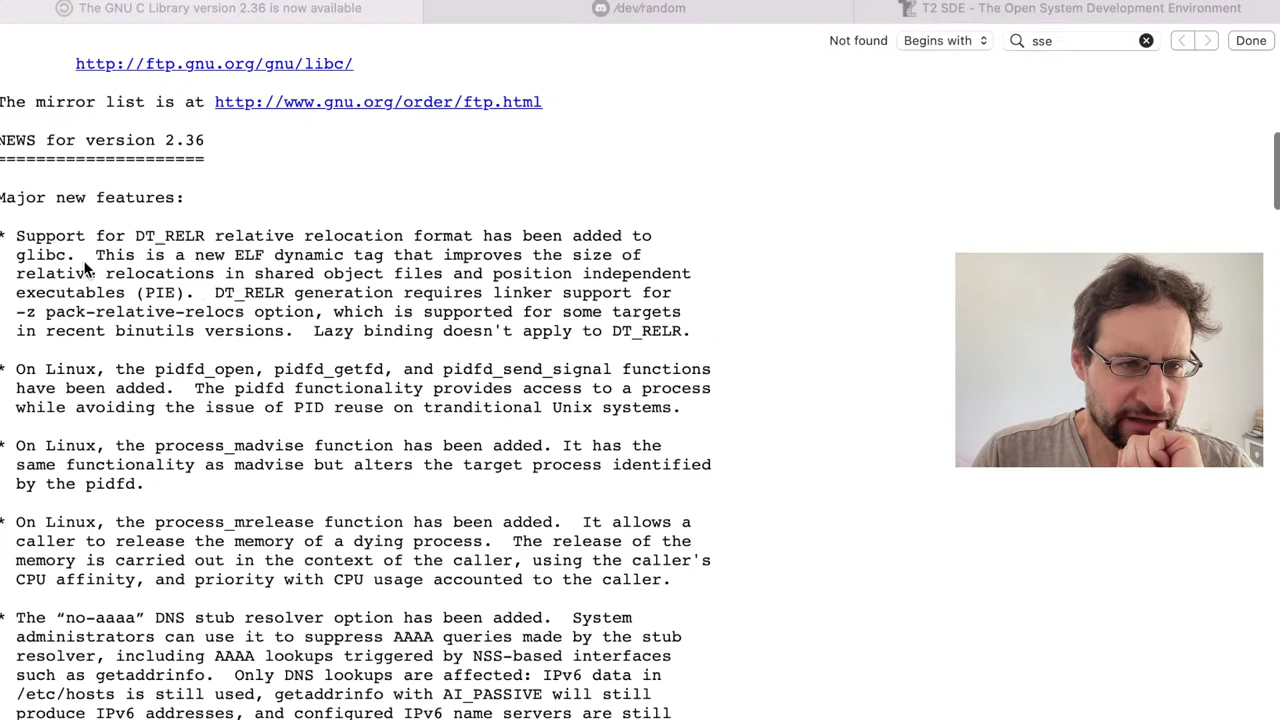 The GNU C Library version 2.36 is now available
/dev/random
T2 SDE - The Open System Development Environment
Not found
Begins with
sse
Done
http://ftp.gnu.org/gnu/libc/
The mirror list is at http://www.gnu.org/order/ftp.html
NEWS for version 2.36
=====================
Major new features:
* Support for DT_RELR relative relocation format has been added to
glibc.  This is a new ELF dynamic tag that improves the size of
relative relocations in shared object files and position independent
executables (PIE).  DT_RELR generation requires linker support for
-z pack-relative-relocs option, which is supported for some targets
in recent binutils versions.  Lazy binding doesn't apply to DT_RELR.
* On Linux, the pidfd_open, pidfd_getfd, and pidfd_send_signal functions
have been added.  The pidfd functionality provides access to a process
while avoiding the issue of PID reuse on tranditional Unix systems.
* On Linux, the process_madvise function has been added. It has the
same functionality as madvise but alters the target process identified
by the pidfd.
* On Linux, the process_mrelease function has been added.  It allows a
caller to release the memory of a dying process.  The release of the
memory is carried out in the context of the caller, using the caller's
CPU affinity, and priority with CPU usage accounted to the caller.
* The “no-aaaa” DNS stub resolver option has been added.  System
administrators can use it to suppress AAAA queries made by the stub
resolver, including AAAA lookups triggered by NSS-based interfaces
such as getaddrinfo.  Only DNS lookups are affected: IPv6 data in
/etc/hosts is still used, getaddrinfo with AI_PASSIVE will still
produce IPv6 addresses, and configured IPv6 name servers are still